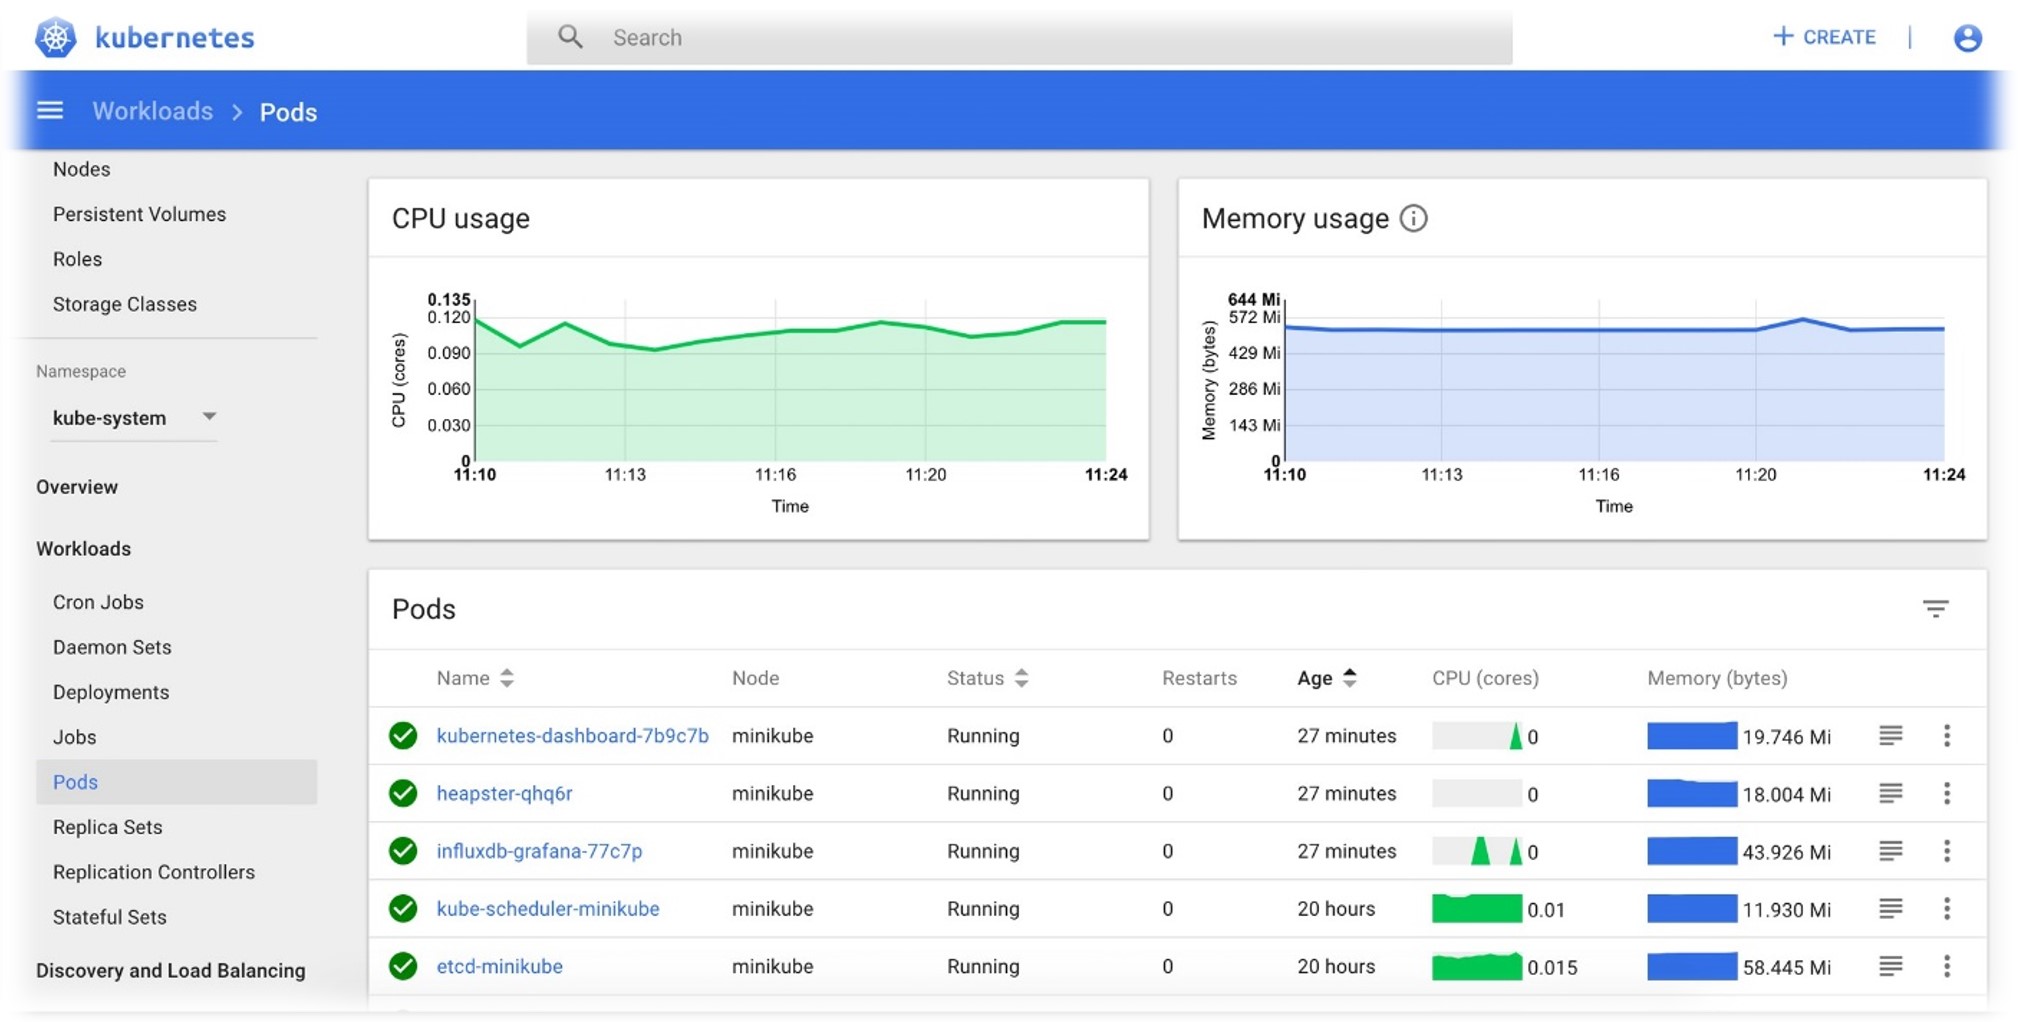 kubernetes
Search
CREATE
Workloads > Pods
Nodes
Persistent Volumes
Roles
Storage Classes
Namespace
kube-system
Overview
Workloads
Cron Jobs
Daemon Sets
Deployments
Jobs
Pods
Replica Sets
Replication Controllers
Stateful Sets
Discovery and Load Balancing
CPU usage
CPU (cores)
0.135
0.120
0.090
0.060
0.030
0
11:10 11:13 11:16 11:20 11:24
Time
Memory usage
Memory (bytes)
644 Mi
572 Mi
429 Mi
286 Mi
143 Mi
0
11:10 11:13 11:16 11:20 11:24
Time
Pods
Name Node Status Restarts Age CPU (cores) Memory (bytes)
kubernetes-dashboard-7b9c7b minikube Running 0 27 minutes 0 19.746 Mi
heapster-qhq6r minikube Running 0 27 minutes 0 18.004 Mi
influxdb-grafana-77c7p minikube Running 0 27 minutes 0 43.926 Mi
kube-scheduler-minikube minikube Running 0 20 hours 0.01 11.930 Mi
etcd-minikube minikube Running 0 20 hours 0.015 58.445 Mi